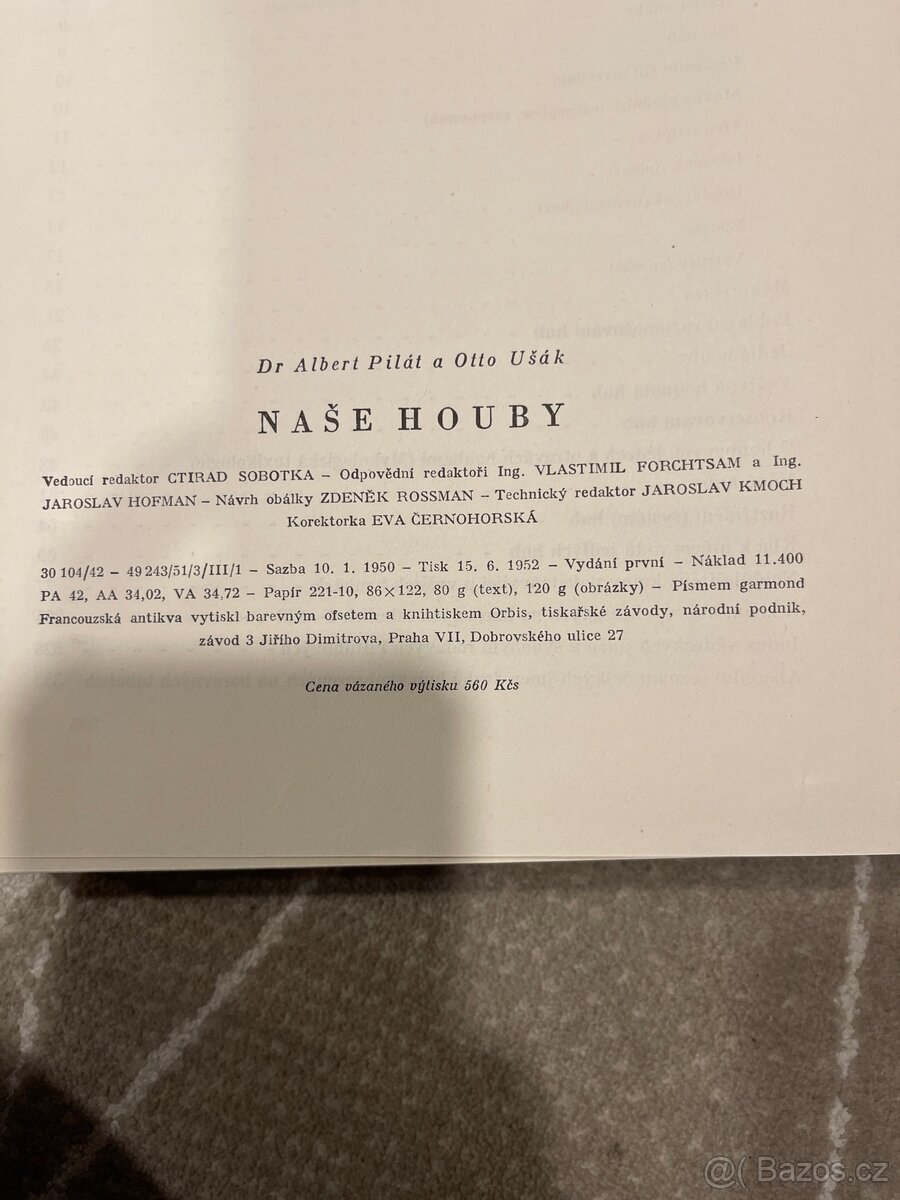 Dr Albert Pilát a Otto Ušák
NAŠE HOUBY
Vedoucí redaktor CTIRAD SOBOTKA – Odpovědní redaktoři Ing. VLASTIMIL FORCHTSAM a Ing.
JAROSLAV HOFMAN – Návrh obálky ZDENĚK ROSSMAN – Technický redaktor JAROSLAV KMOCH
Korektorka EVA ČERNOHORSKÁ
30 104/42 – 49 243/51/3/III/1 – Sazba 10. 1. 1950 – Tisk 15. 6. 1952 – Vydání první – Náklad 11.400
PA 42, AA 34,02, VA 34,72 – Papír 221-10, 86×122, 80 g (text), 120 g (obrázky) – Písmem garmond
Francouzská antikva vytiskl barevným ofsetem a knihtiskem Orbis, tiskařské závody, národní podnik,
závod 3 Jiřího Dimitrova, Praha VII, Dobrovského ulice 27
Cena vázaného výtisku 560 Kčs
@( Bazos.cz